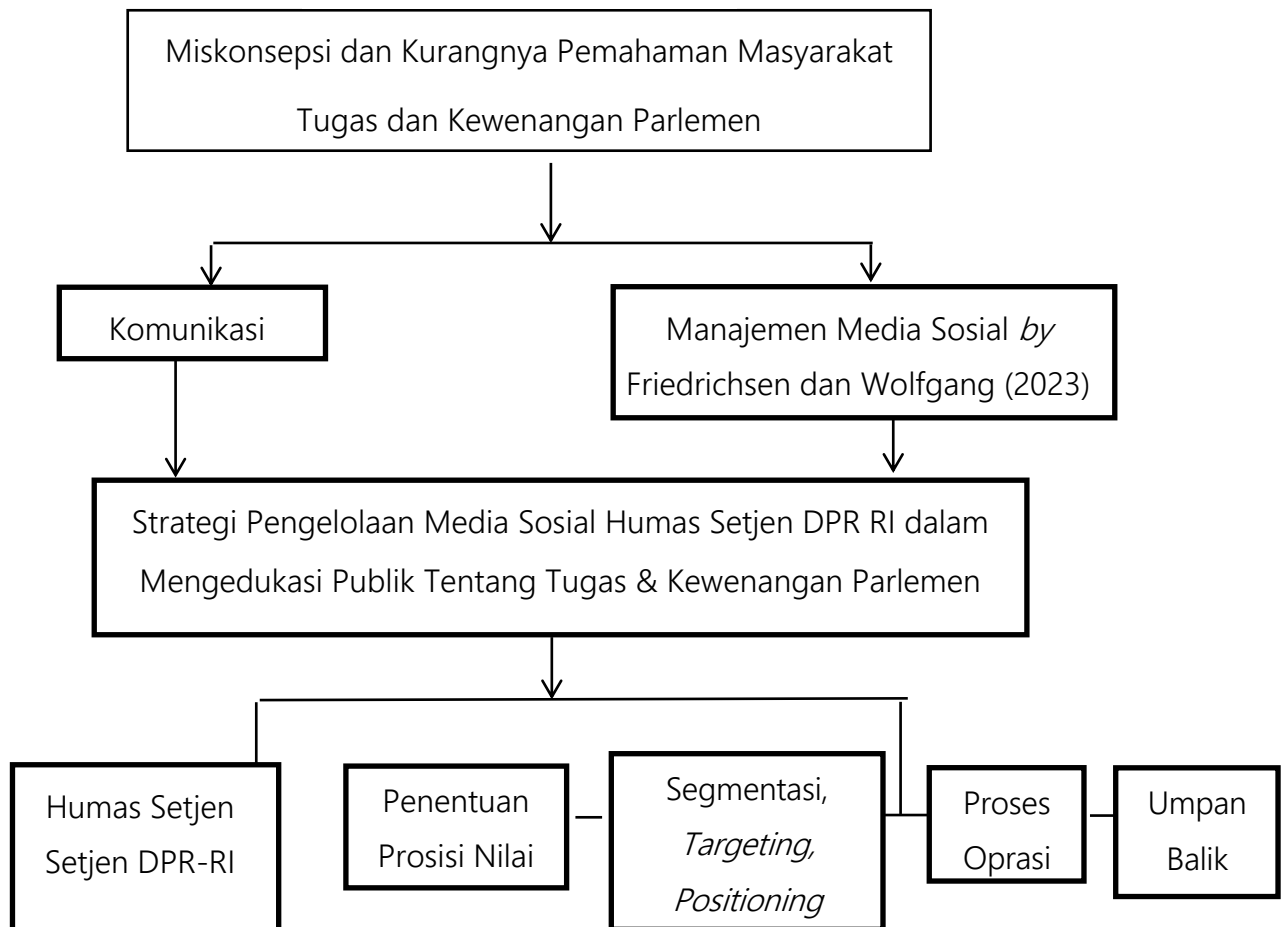 Miskonsepsi dan Kurangnya Pemahaman Masyarakat
Tugas dan Kewenangan Parlemen
Komunikasi
Manajemen Media Sosial by
Friedrichsen dan Wolfgang (2023)
Strategi Pengelolaan Media Sosial Humas Setjen DPR RI dalam
Mengedukasi Publik Tentang Tugas & Kewenangan Parlemen
Humas Setjen
Setjen DPR-RI
Penentuan
Prosisi Nilai
Segmentasi,
Targeting,
Positioning
Proses
Oprasi
Umpan
Balik